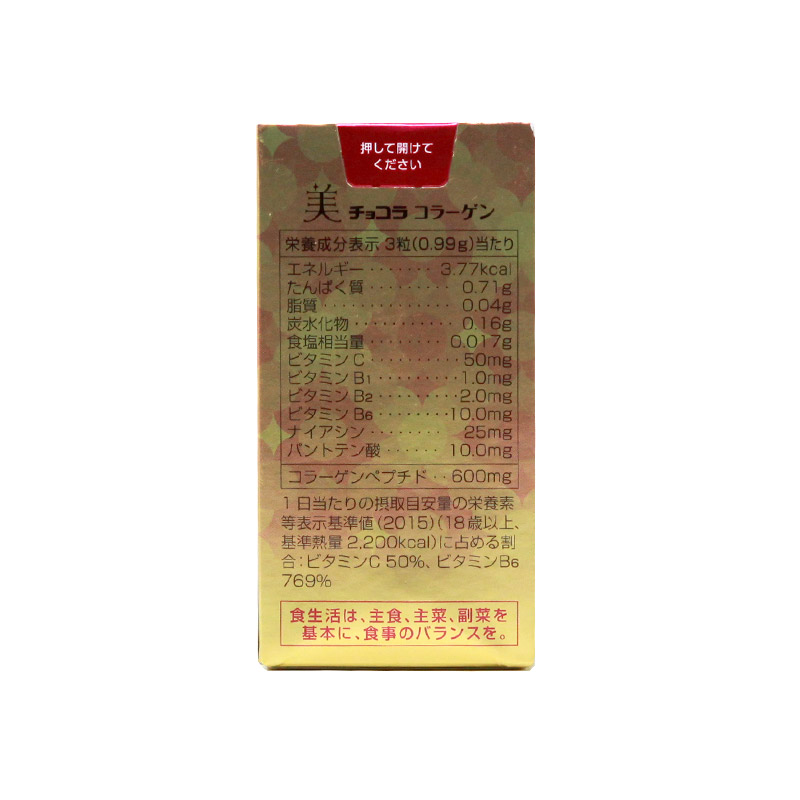 押して開けて
ください
美 チョコラ コラーゲン
栄養成分表示 3粒(0.99g)当たり
エネルギー・・・・・・・3.77kcal
たんぱく質・・・・・・・・・0.71g
脂質・・・・・・・・・・・・・0.04g
炭水化物・・・・・・・・・・0.16g
食塩相当量・・・・・・・・0.017g
ビタミンC・・・・・・・・・・50mg
ビタミンB1・・・・・・・・・1.0mg
ビタミンB2・・・・・・・・・2.0mg
ビタミンB6・・・・・・・・10.0mg
ナイアシン・・・・・・・・25mg
パントテン酸・・・・・・10.0mg
コラーゲンペプチド・・600mg
1日当たりの摂取目安量の栄養素
等表示基準値(2015)(18歳以上、
基準熱量2,200kcal)に占める割
合:ビタミンC 50%、ビタミンB6
769%
食生活は、主食、主菜、副菜を
基本に、食事のバランスを。